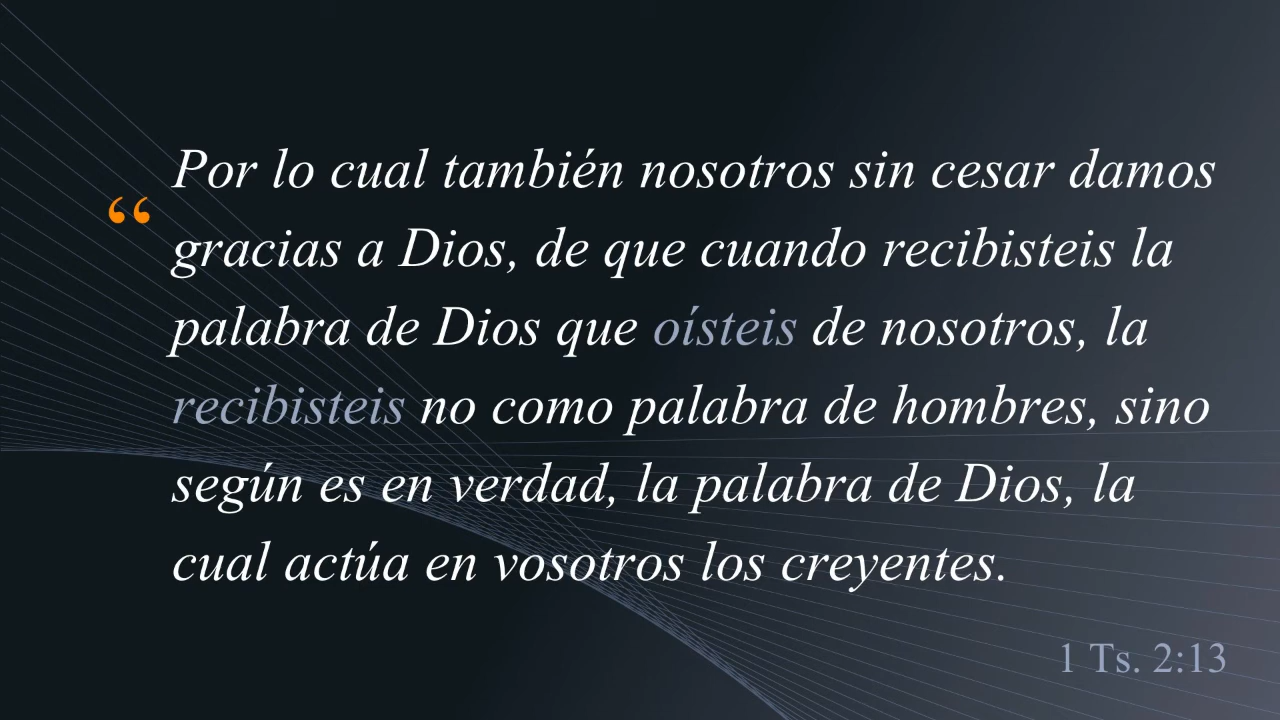 “
Por lo cual también nosotros sin cesar damos
gracias a Dios, de que cuando recibisteis la
palabra de Dios que oísteis de nosotros, la
recibisteis no como palabra de hombres, sino
según es en verdad, la palabra de Dios, la
cual actúa en vosotros los creyentes.
1 Ts. 2:13